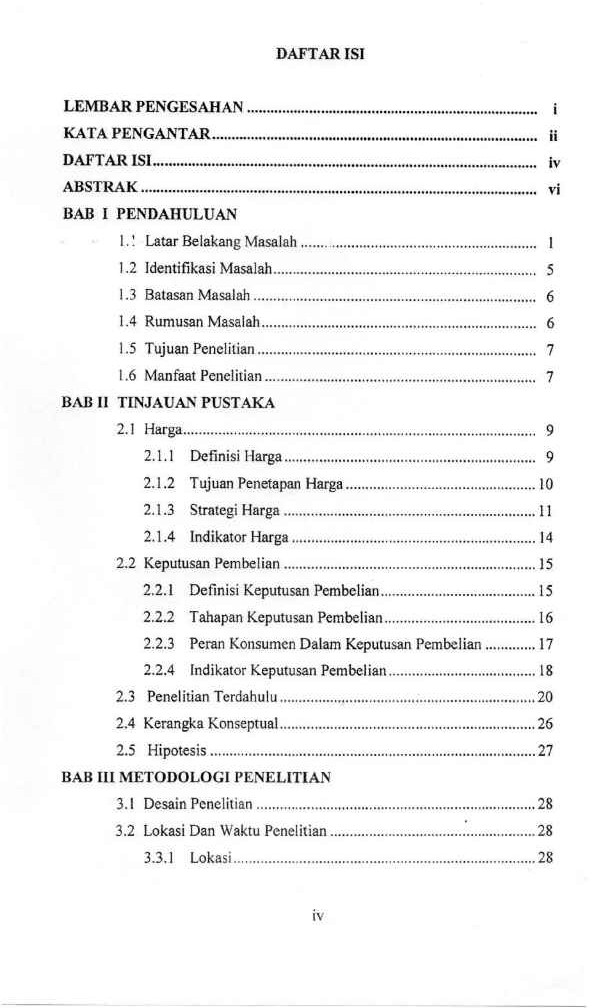 DAFTAR ISI
LEMBAR PENGESAHAN ........................................ i
KATA PENGANTAR ........................................ ii
DAFTAR ISI ........................................ iv
ABSTRAK ........................................ vi
BAB I PENDAHULUAN
1.1 Latar Belakang Masalah ........................................ 1
1.2 Identifikasi Masalah ........................................ 5
1.3 Batasan Masalah ........................................ 6
1.4 Rumusan Masalah ........................................ 6
1.5 Tujuan Penelitian ........................................ 7
1.6 Manfaat Penelitian ........................................ 7
BAB II TINJAUAN PUSTAKA
2.1 Harga ........................................ 9
2.1.1 Definisi Harga ........................................ 9
2.1.2 Tujuan Penetapan Harga ........................................ 10
2.1.3 Strategi Harga ........................................ 11
2.1.4 Indikator Harga ........................................ 14
2.2 Keputusan Pembelian ........................................ 15
2.2.1 Definisi Keputusan Pembelian ........................................ 15
2.2.2 Tahapan Keputusan Pembelian ........................................ 16
2.2.3 Peran Konsumen Dalam Keputusan Pembelian ............. 17
2.2.4 Indikator Keputusan Pembelian ........................................ 18
2.3 Penelitian Terdahulu ........................................ 20
2.4 Kerangka Konseptual ........................................ 26
2.5 Hipotesis ........................................ 27
BAB III METODOLOGI PENELITIAN
3.1 Desain Penelitian ........................................ 28
3.2 Lokasi Dan Waktu Penelitian ........................................ 28
3.3.1 Lokasi ........................................ 28
iv